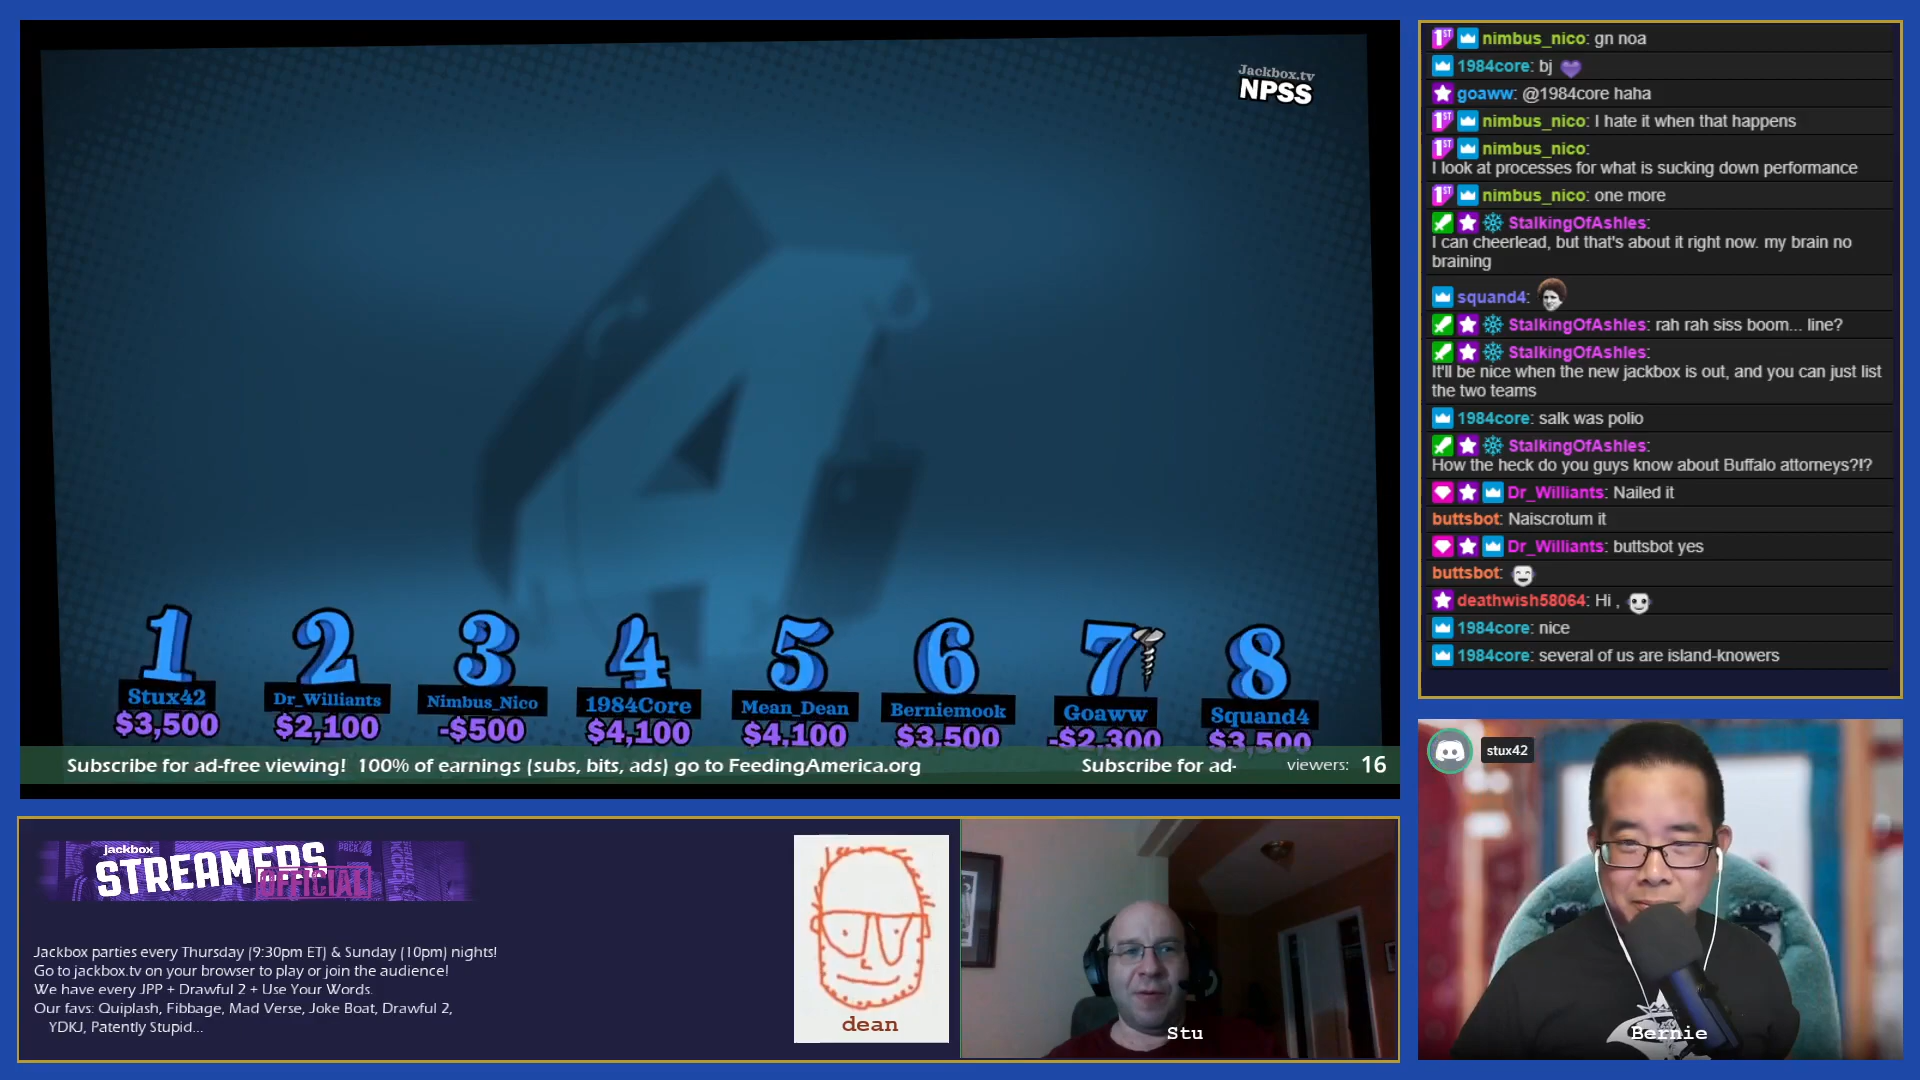 Jackbox.tv
NPSS
4
1
2
3
4
5
6
7
8
Stux42
Dr_Williants
Nimbus_Nico
1984Core
Mean_Dean
Berniemook
Goaww
Squand4
$3,500
$2,100
-$500
$4,100
$4,100
$3,500
-$2,300
$3,500
Subscribe for ad-free viewing! 100% of earnings (subs, bits, ads) go to FeedingAmerica.org
Subscribe for ad-
viewers: 16
jackbox
STREAMERS
OFFICIAL
Jackbox parties every Thursday (9:30pm ET) & Sunday (10pm) nights!
Go to jackbox.tv on your browser to play or join the audience!
We have every JPP + Drawful 2 + Use Your Words.
Our favs: Quiplash, Fibbage, Mad Verse, Joke Boat, Drawful 2,
YDKJ, Patently Stupid...
dean
Stu
1ST nimbus_nico: gn noa
1984core: bj
goaww: @1984core haha
1ST nimbus_nico: I hate it when that happens
1ST nimbus_nico:
I look at processes for what is sucking down performance
1ST nimbus_nico: one more
StalkingOfAshles:
I can cheerlead, but that's about it right now. my brain no
braining
squand4:
StalkingOfAshles: rah rah siss boom... line?
StalkingOfAshles:
It'll be nice when the new jackbox is out, and you can just list
the two teams
1984core: salk was polio
StalkingOfAshles:
How the heck do you guys know about Buffalo attorneys?!?
Dr_Williants: Nailed it
buttsbot: Naiscrotum it
Dr_Williants: buttsbot yes
buttsbot:
deathwish58064: Hi ,
1984core: nice
1984core: several of us are island-knowers
stux42
Bernie